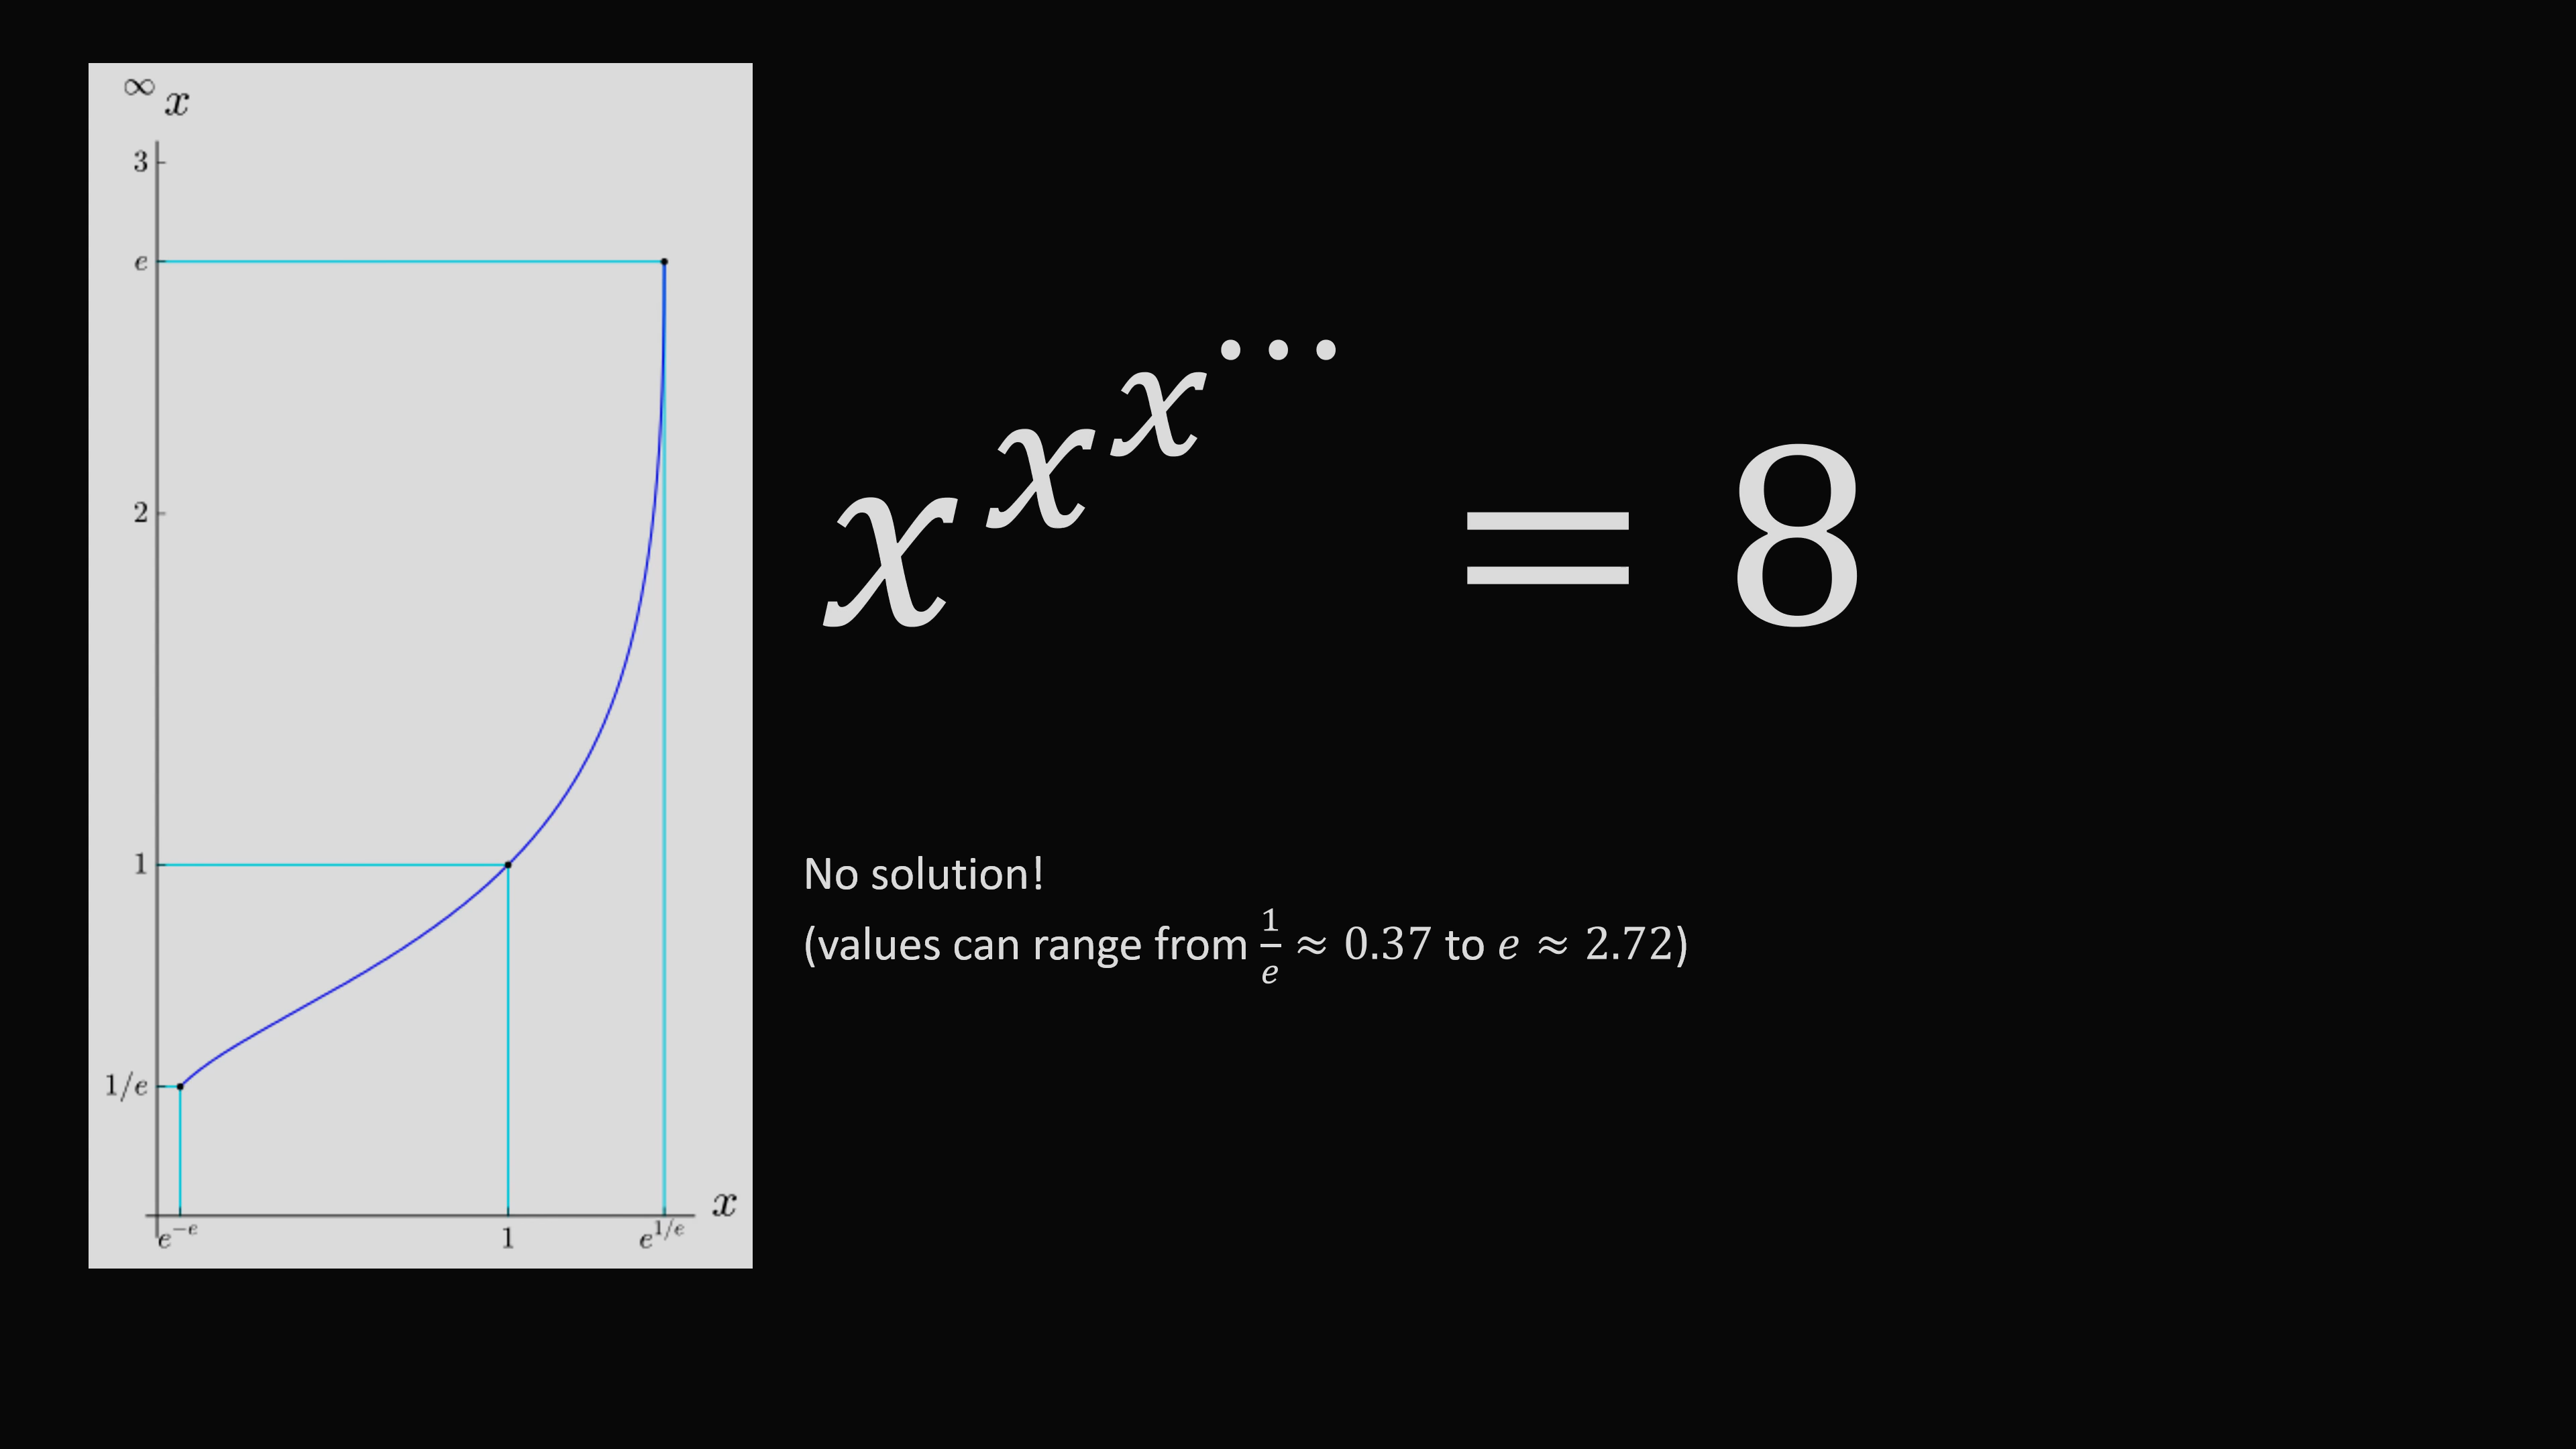 ∞x
3
e
2
1
1/e
x
e⁻ᵉ 1 e^{1/e}
x^{x^{x^{...}}} = 8
No solution!
(values can range from 1/e ≈ 0.37 to e ≈ 2.72)